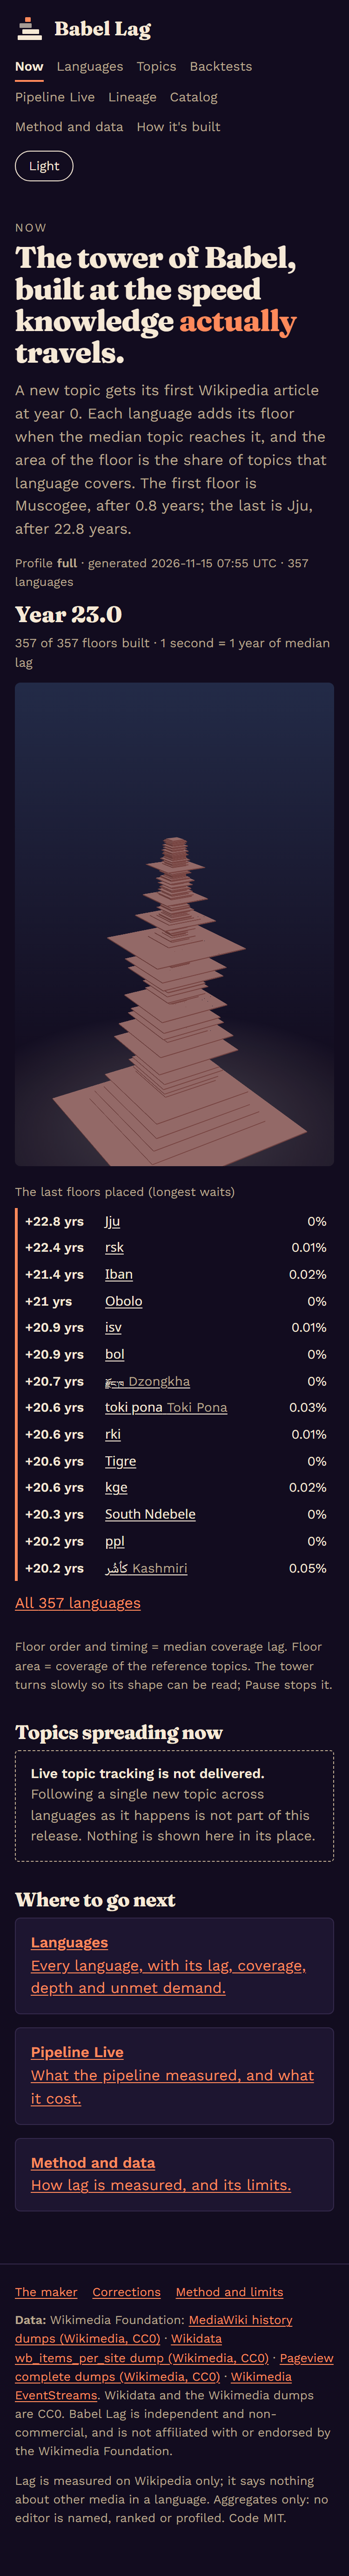 Babel Lag
Now Languages Topics Backtests
Pipeline Live Lineage Catalog
Method and data How it's built
Light
NOW
The tower of Babel,
built at the speed
knowledge actually
travels.
A new topic gets its first Wikipedia article
at year 0. Each language adds its floor
when the median topic reaches it, and the
area of the floor is the share of topics that
language covers. The first floor is
Muscogee, after 0.8 years; the last is Jju,
after 22.8 years.
Profile full · generated 2026-11-15 07:55 UTC · 357
languages
Year 23.0
357 of 357 floors built · 1 second = 1 year of median
lag
The last floors placed (longest waits)
+22.8 yrs Jju 0%
+22.4 yrs rsk 0.01%
+21.4 yrs Iban 0.02%
+21 yrs Obolo 0%
+20.9 yrs isv 0.01%
+20.9 yrs bol 0%
+20.7 yrs Dzongkha 0%
+20.6 yrs toki pona Toki Pona 0.03%
+20.6 yrs rki 0.01%
+20.6 yrs Tigre 0%
+20.6 yrs kge 0.02%
+20.3 yrs South Ndebele 0%
+20.2 yrs ppl 0%
+20.2 yrs کٲشُر Kashmiri 0.05%
All 357 languages
Floor order and timing = median coverage lag. Floor
area = coverage of the reference topics. The tower
turns slowly so its shape can be read; Pause stops it.
Topics spreading now
Live topic tracking is not delivered.
Following a single new topic across
languages as it happens is not part of this
release. Nothing is shown here in its place.
Where to go next
Languages
Every language, with its lag, coverage,
depth and unmet demand.
Pipeline Live
What the pipeline measured, and what
it cost.
Method and data
How lag is measured, and its limits.
The maker Corrections Method and limits
Data: Wikimedia Foundation: MediaWiki history
dumps (Wikimedia, CC0) · Wikidata
wb_items_per_site dump (Wikimedia, CC0) · Pageview
complete dumps (Wikimedia, CC0) · Wikimedia
EventStreams. Wikidata and the Wikimedia dumps
are CC0. Babel Lag is independent and non-
commercial, and is not affiliated with or endorsed by
the Wikimedia Foundation.
Lag is measured on Wikipedia only; it says nothing
about other media in a language. Aggregates only: no
editor is named, ranked or profiled. Code MIT.